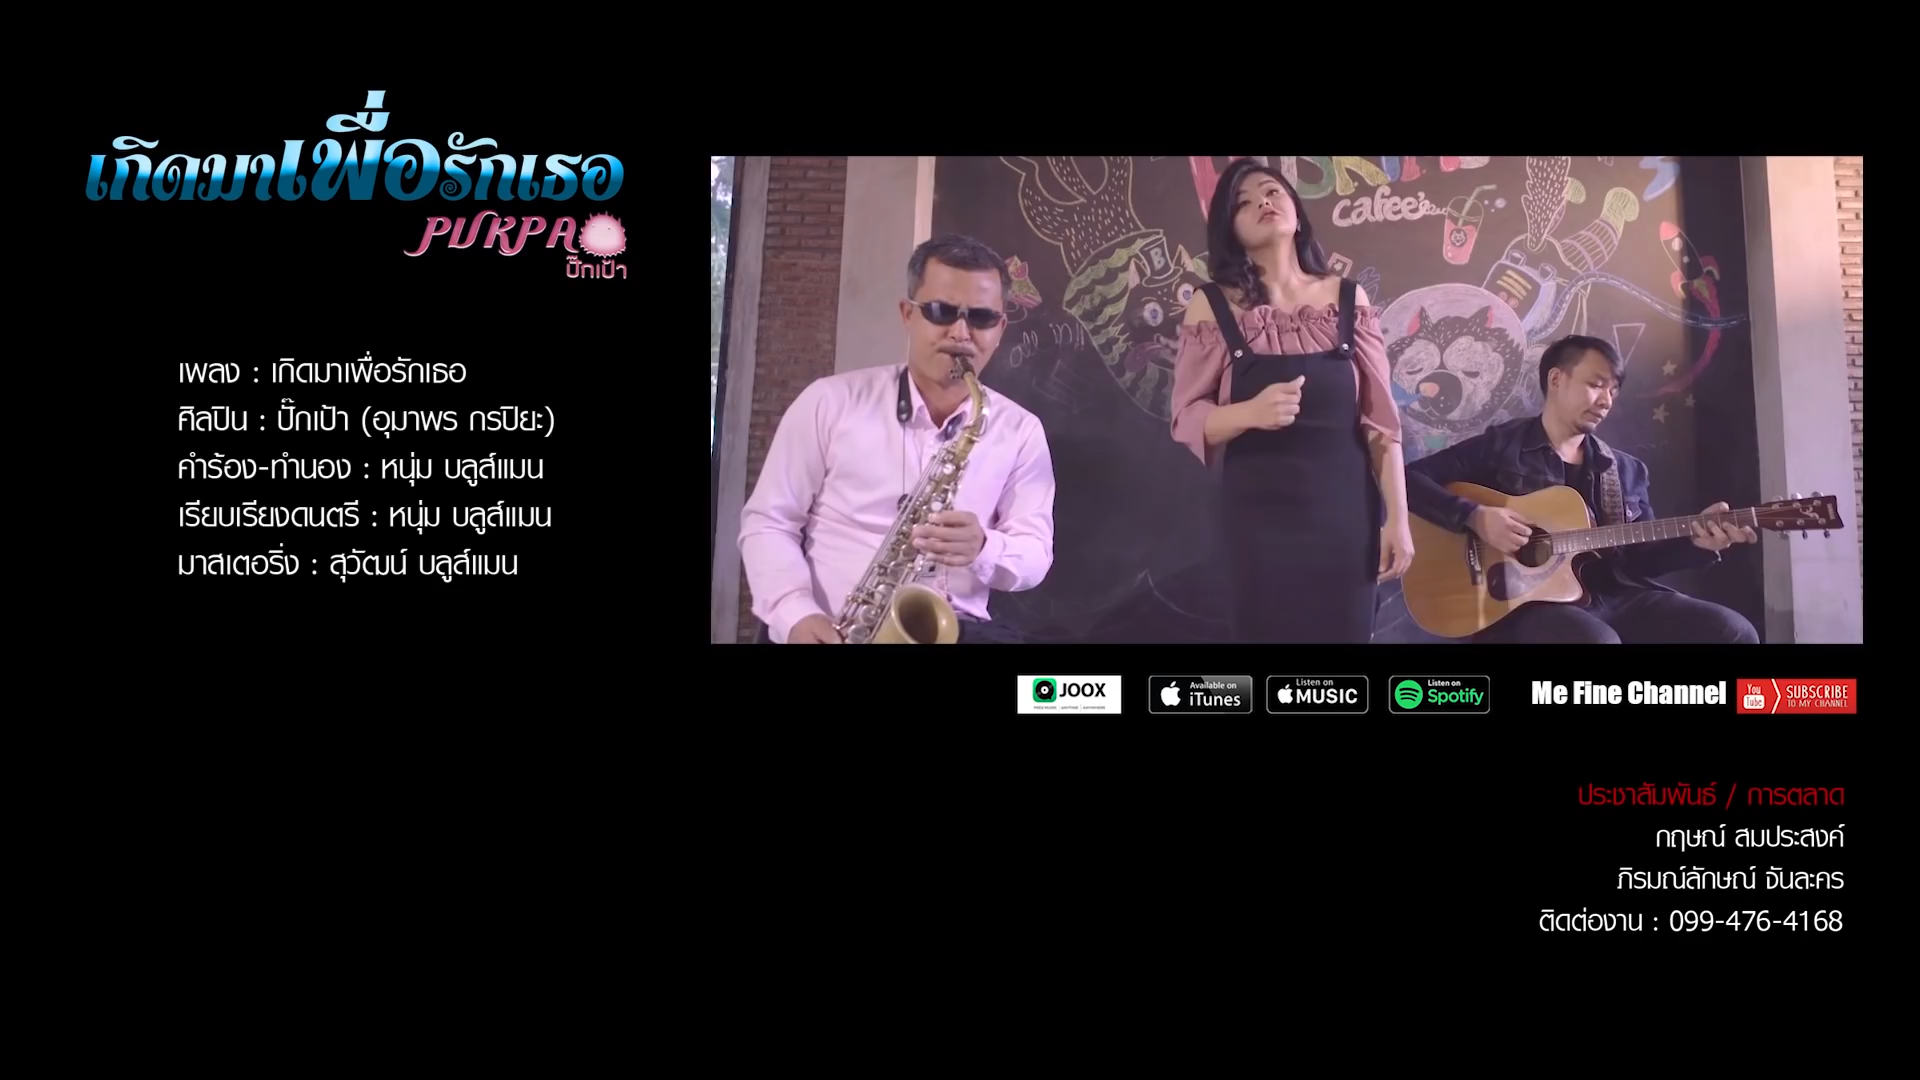 เกิดมาเพื่อรักเธอ
PUKPAO
ปั๊กเป้า
เพลง : เกิดมาเพื่อรักเธอ
ศิลปิน : ปั๊กเป้า (อุมาพร กรปิยะ)
คำร้อง-ทำนอง : หนุ่ม บลูส์แมน
เรียบเรียงดนตรี : หนุ่ม บลูส์แมน
มาสเตอริ่ง : สุวัฒน์ บลูส์แมน
cafee'
JOOX
Available on
iTunes
Listen on
MUSIC
Listen on
Spotify
Me Fine Channel
You Tube
SUBSCRIBE
TO MY CHANNEL
ประชาสัมพันธ์ / การตลาด
กฤษณ์ สมประสงค์
ภิรมณ์ลักษณ์ จันละคร
ติดต่องาน : 099-476-4168